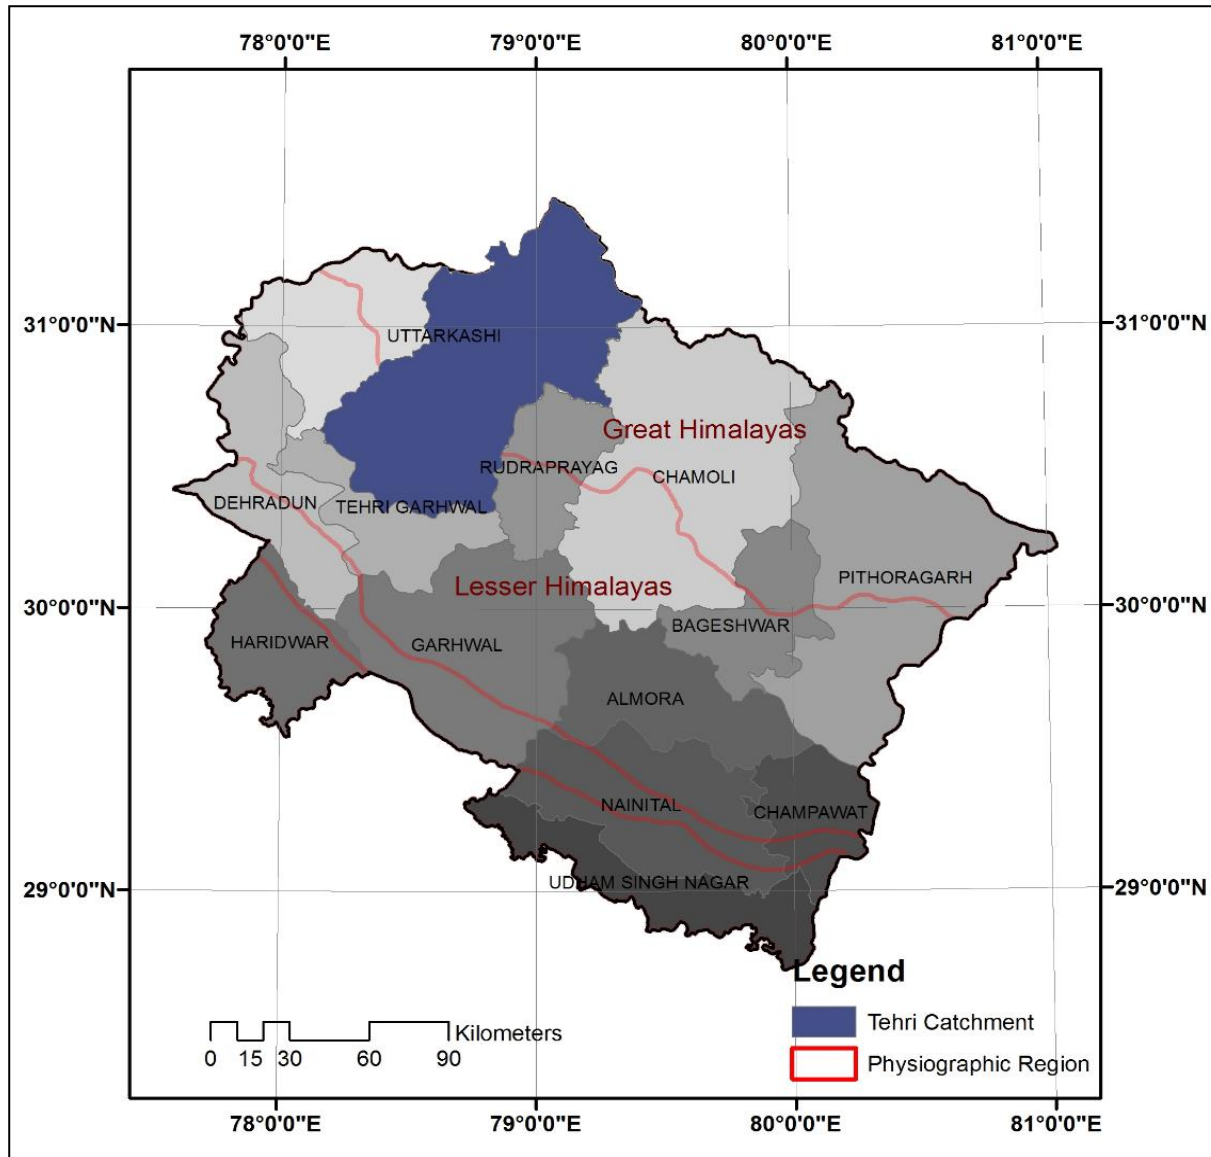 78°0'0"E 79°0'0"E 80°0'0"E 81°0'0"E
31°0'0"N 31°0'0"N
UTTARKASHI
Great Himalayas
RUDRAPRAYAG
CHAMOLI
DEHRADUN
TEHRI GARHWAL
PITHORAGARH
Lesser Himalayas
30°0'0"N 30°0'0"N
BAGESHWAR
HARIDWAR
GARHWAL
ALMORA
NAINITAL
CHAMPAWAT
UDHAM SINGH NAGAR
29°0'0"N 29°0'0"N
Legend
Tehri Catchment
Physiographic Region
Kilometers
0 15 30 60 90
78°0'0"E 79°0'0"E 80°0'0"E 81°0'0"E